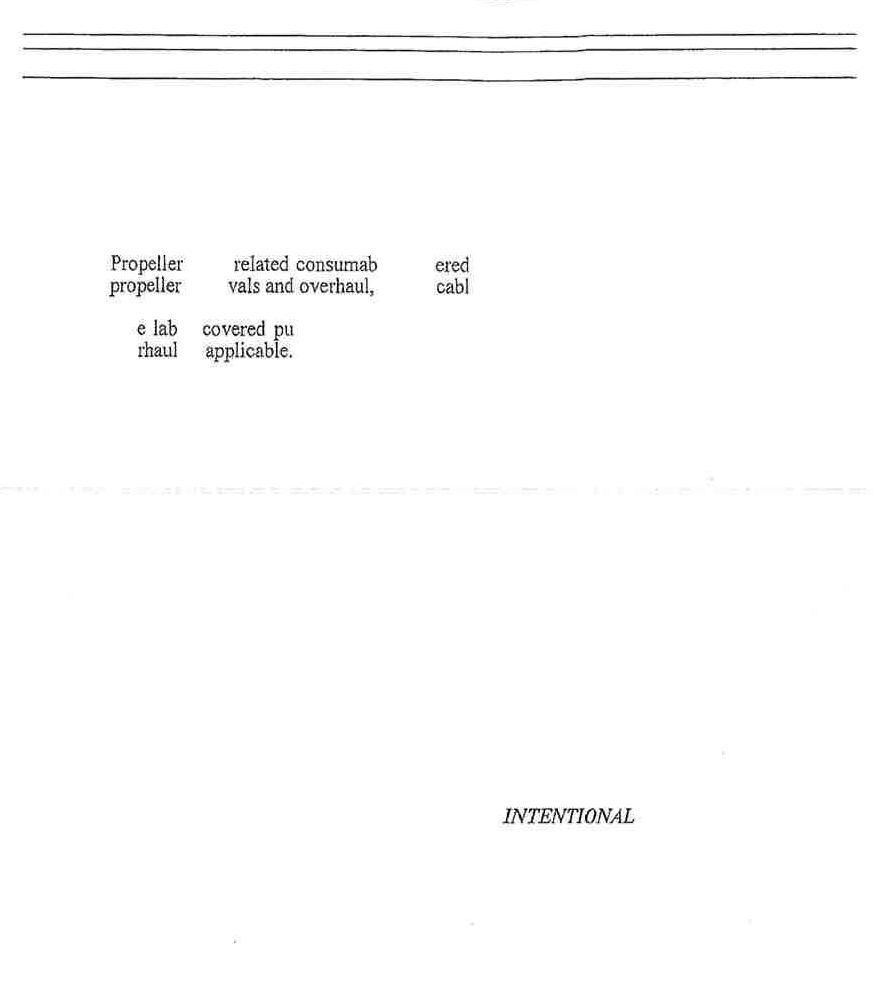 Propeller related consumab ered
propeller vals and overhaul, cabl
e lab covered pu
rhaul applicable.
INTENTIONAL